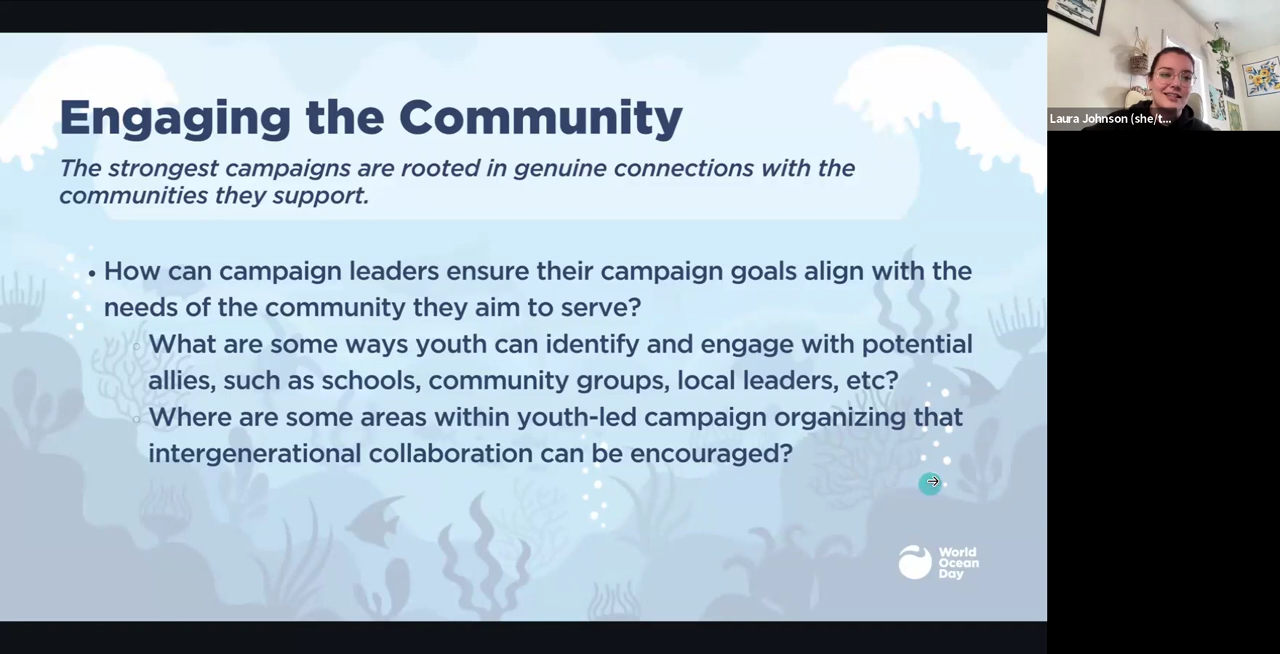 Engaging the Community
The strongest campaigns are rooted in genuine connections with the
communities they support.
• How can campaign leaders ensure their campaign goals align with the
needs of the community they aim to serve?
◦ What are some ways youth can identify and engage with potential
allies, such as schools, community groups, local leaders, etc?
◦ Where are some areas within youth-led campaign organizing that
intergenerational collaboration can be encouraged?
World
Ocean
Day
Laura Johnson (she/t...